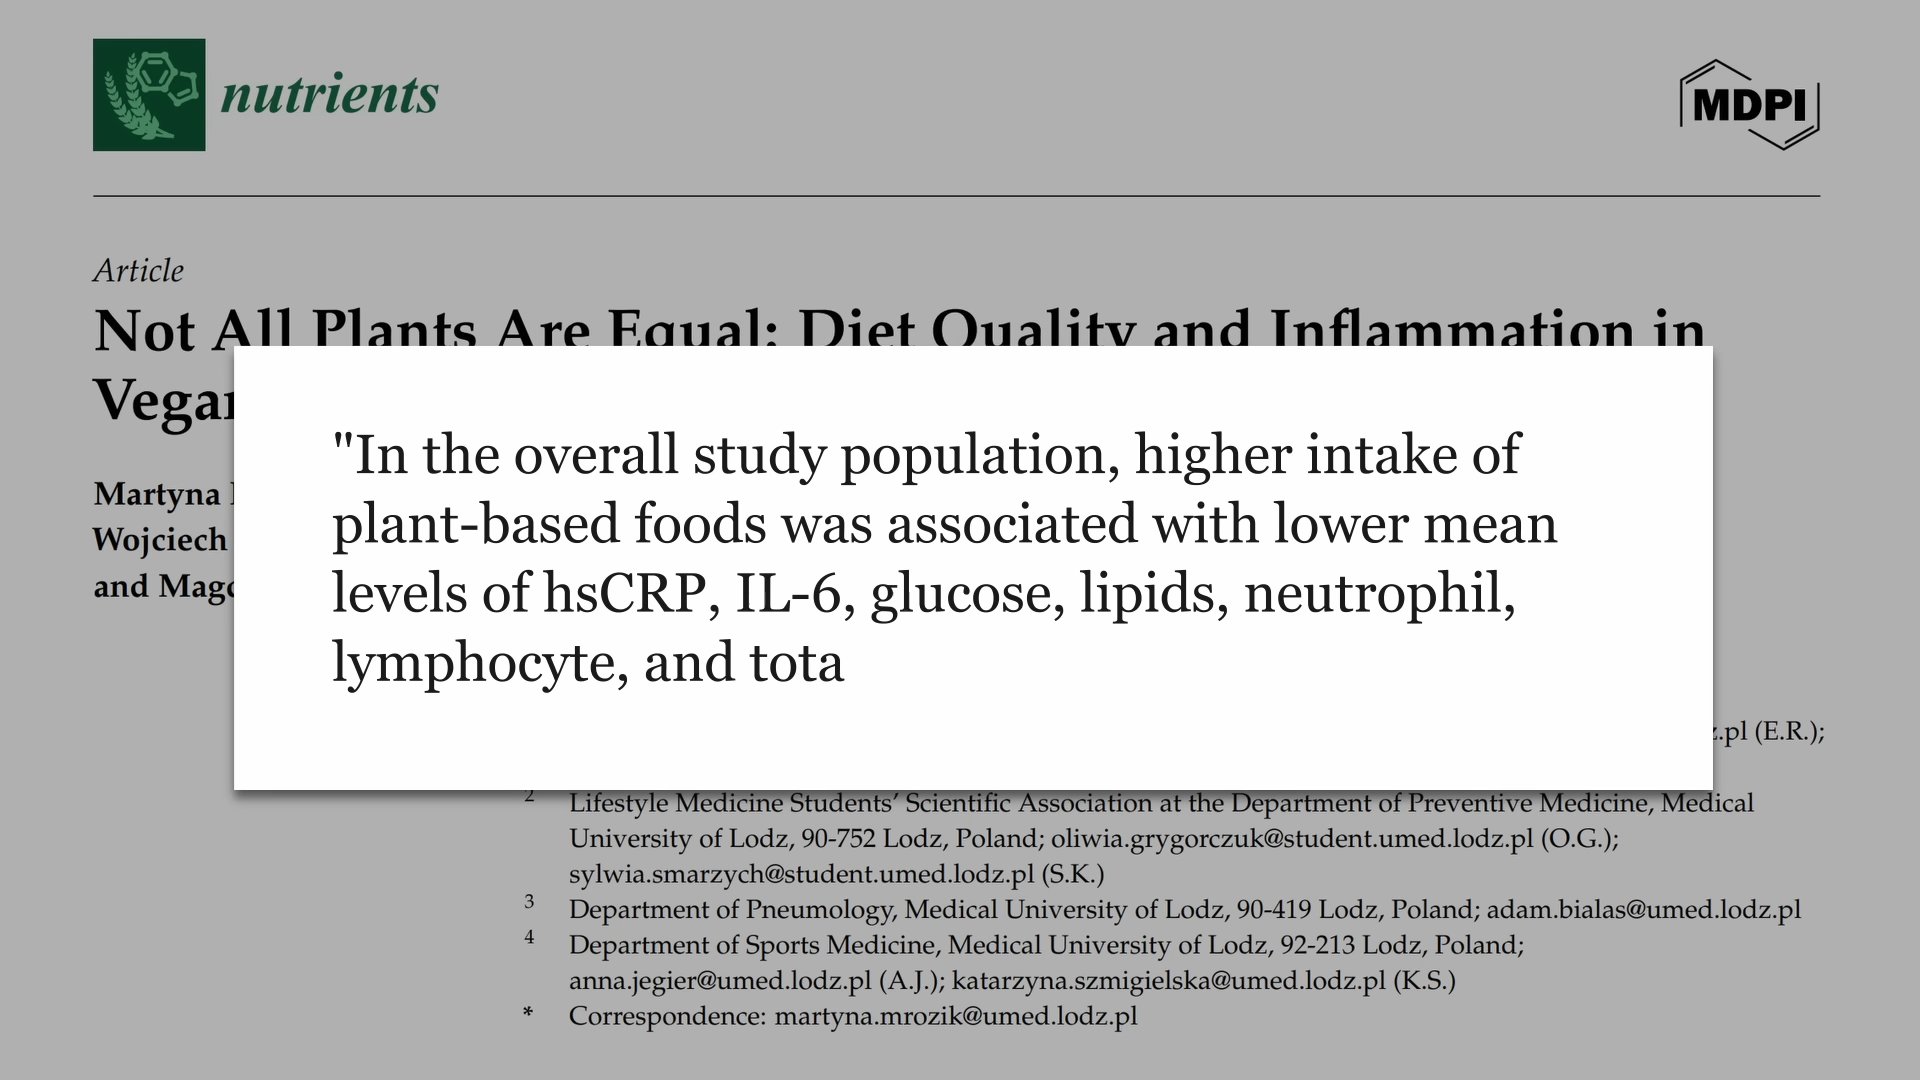 nutrients
MDPI
Article
Not All Plants Are Equal: Diet Quality and Inflammation in
"In the overall study population, higher intake of
plant-based foods was associated with lower mean
levels of hsCRP, IL-6, glucose, lipids, neutrophil,
lymphocyte, and tota
Martyna
Wojciech
and
(E.R.);
2 Lifestyle Medicine Students' Scientific Association at the Department of Preventive Medicine, Medical
University of Lodz, 90-752 Lodz, Poland; oliwia.grygorczuk@student.umed.lodz.pl (O.G.);
sylwia.smarzych@student.umed.lodz.pl (S.K.)
3 Department of Pneumology, Medical University of Lodz, 90-419 Lodz, Poland; adam.bialas@umed.lodz.pl
4 Department of Sports Medicine, Medical University of Lodz, 92-213 Lodz, Poland;
anna.jegier@umed.lodz.pl (A.J.); katarzyna.szmigielska@umed.lodz.pl (K.S.)
* Correspondence: martyna.mrozik@umed.lodz.pl